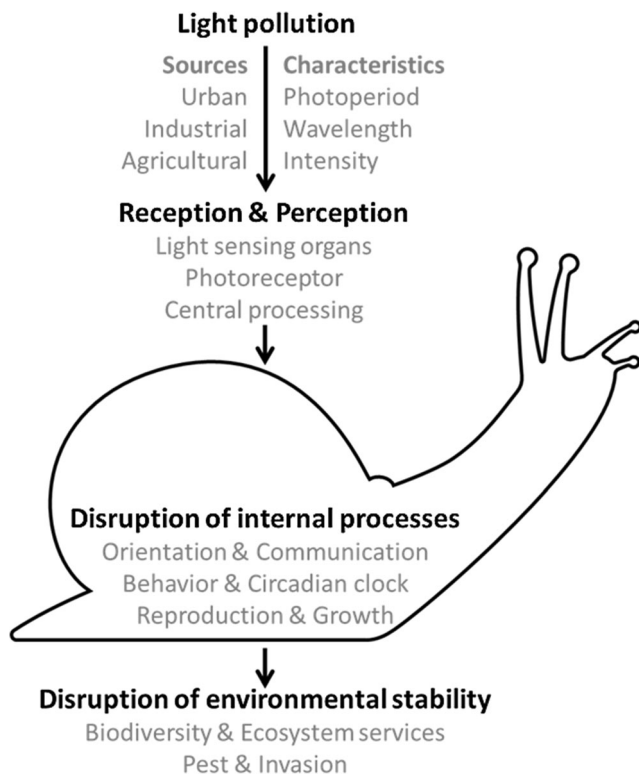 Light pollution
Sources Characteristics
Urban Photoperiod
Industrial Wavelength
Agricultural Intensity
Reception & Perception
Light sensing organs
Photoreceptor
Central processing
Disruption of internal processes
Orientation & Communication
Behavior & Circadian clock
Reproduction & Growth
Disruption of environmental stability
Biodiversity & Ecosystem services
Pest & Invasion